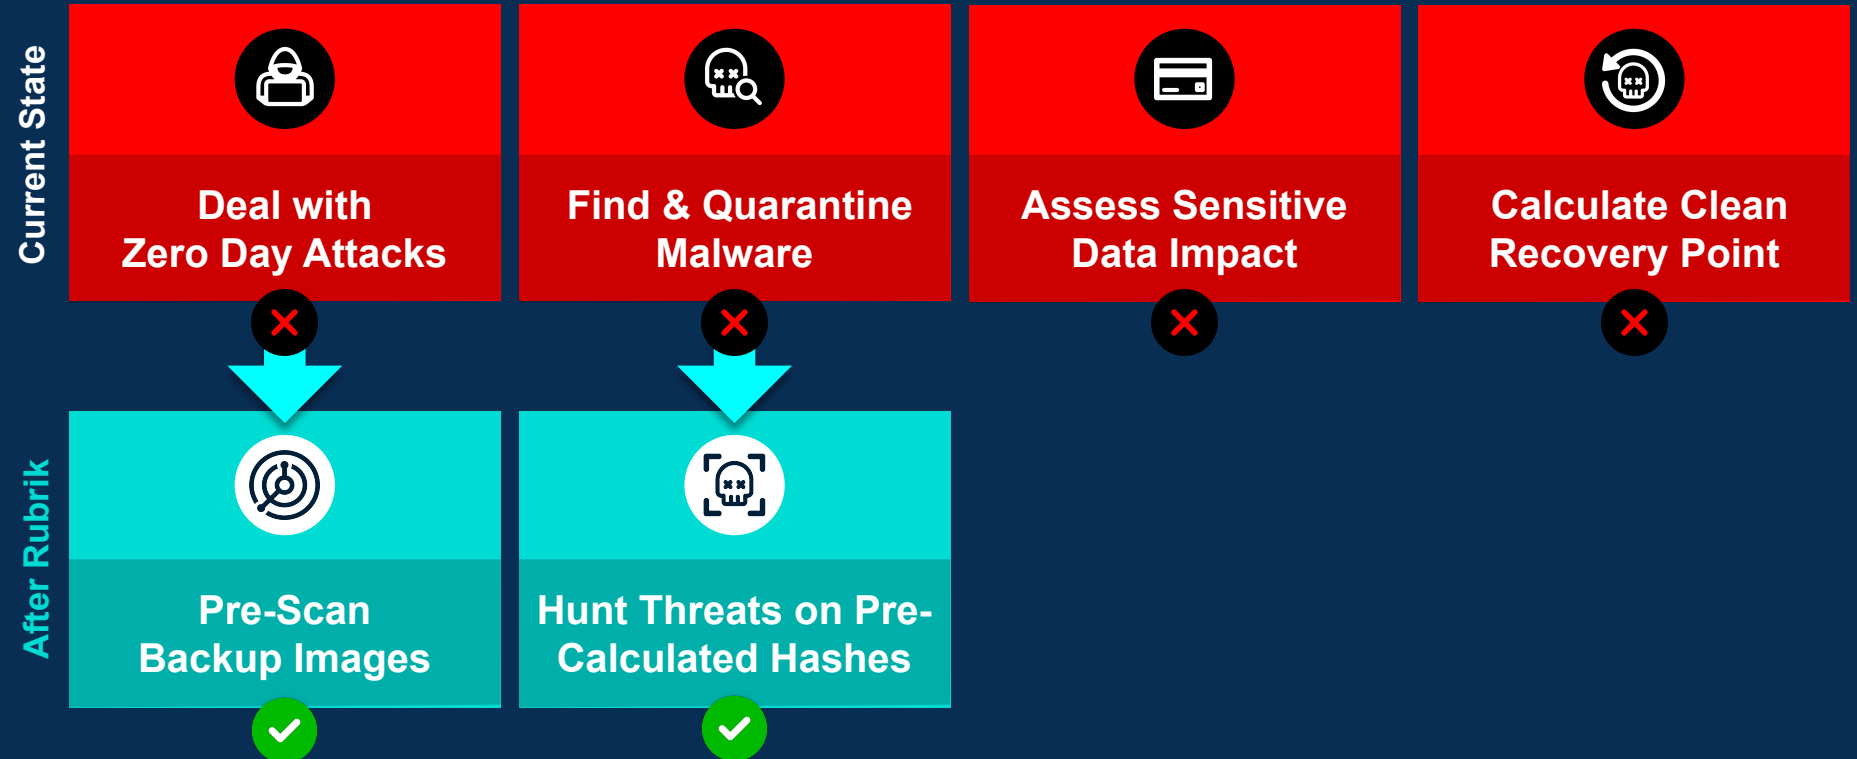 Current State
Deal with
Zero Day Attacks
Find & Quarantine
Malware
Assess Sensitive
Data Impact
Calculate Clean
Recovery Point
After Rubrik
Pre-Scan
Backup Images
Hunt Threats on Pre-
Calculated Hashes